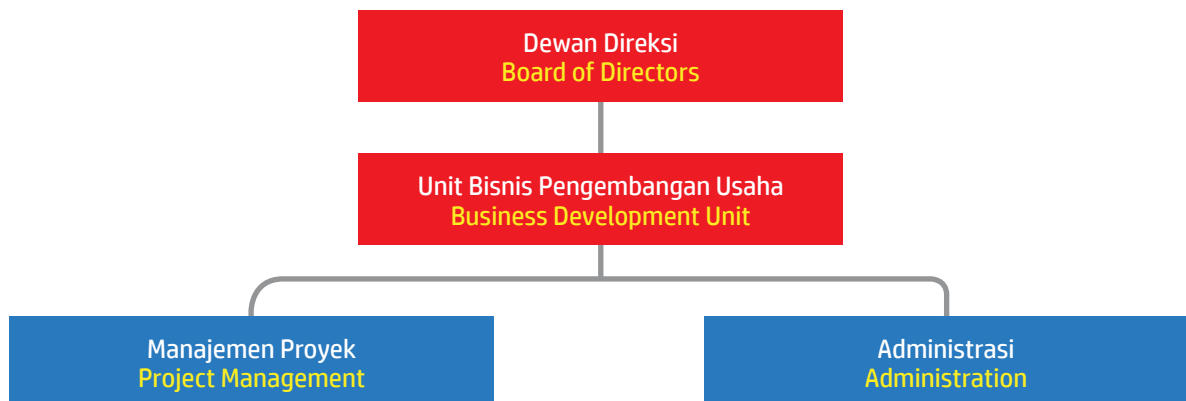 Dewan Direksi
Board of Directors
Unit Bisnis Pengembangan Usaha
Business Development Unit
Manajemen Proyek
Project Management
Administrasi
Administration